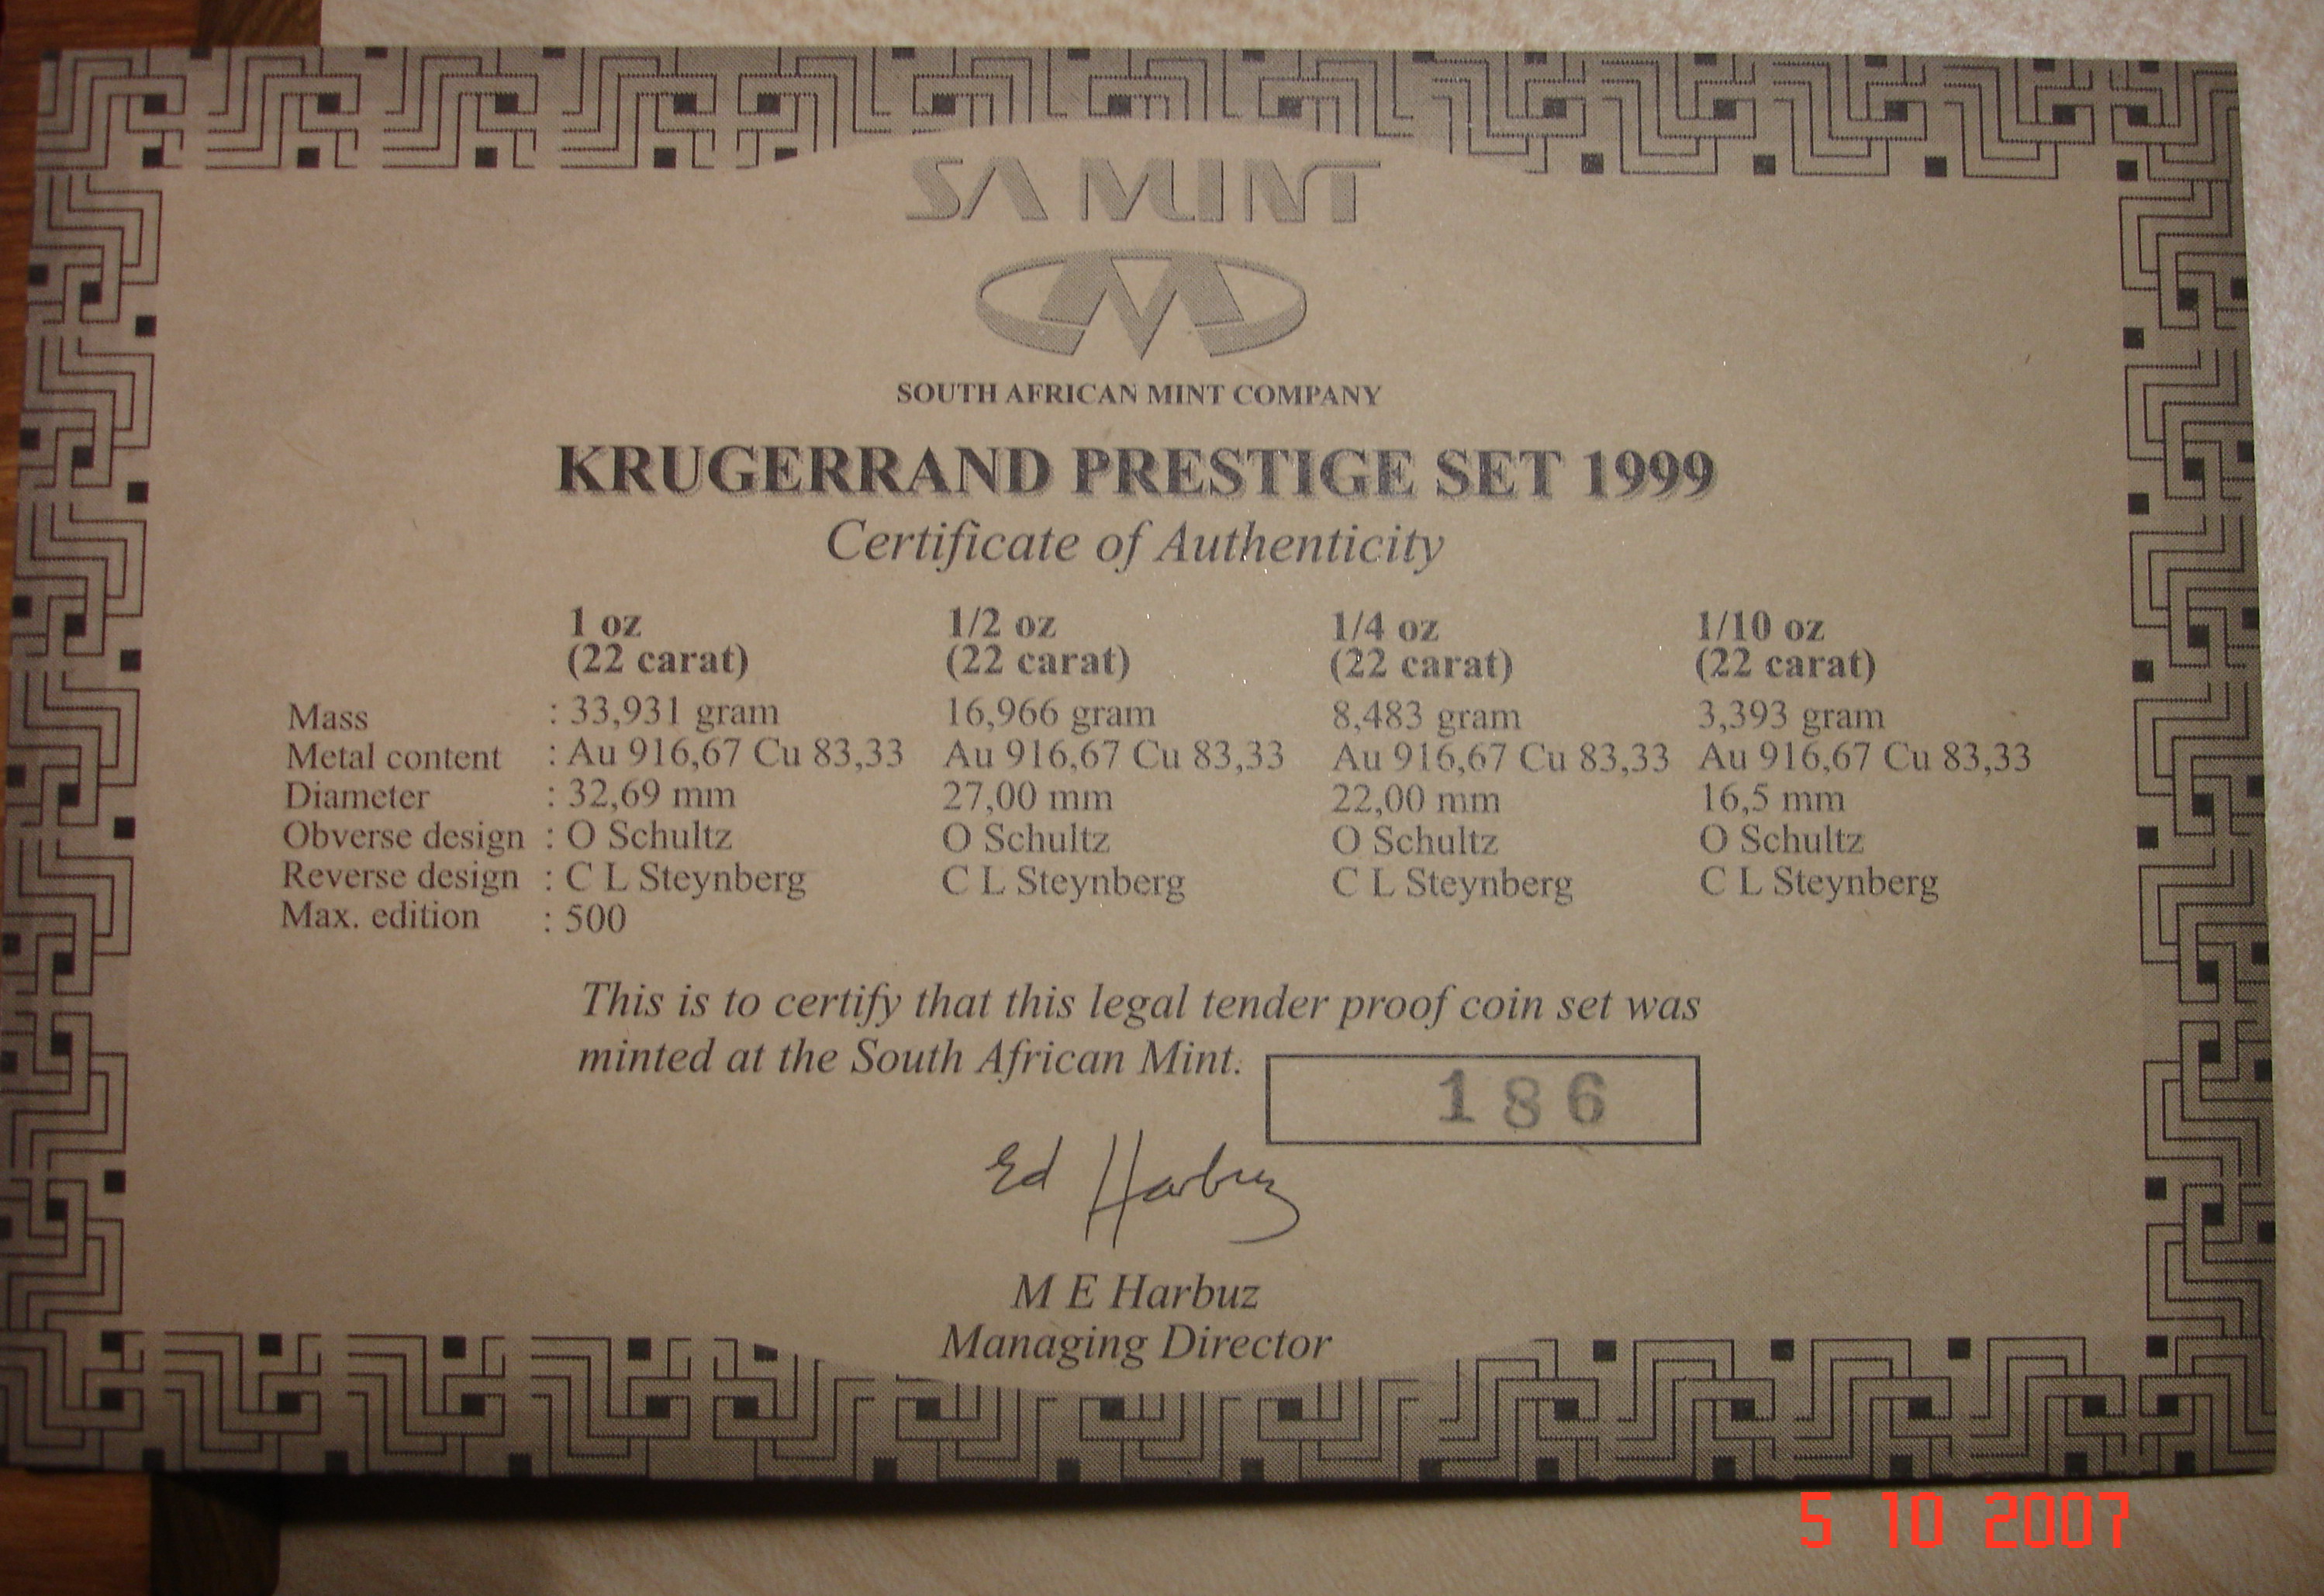 SA MINT
SOUTH AFRICAN MINT COMPANY
KRUGERRAND PRESTIGE SET 1999
Certificate of Authenticity
1 oz 1/2 oz 1/4 oz 1/10 oz
(22 carat) (22 carat) (22 carat) (22 carat)
Mass : 33,931 gram 16,966 gram 8,483 gram 3,393 gram
Metal content : Au 916,67 Cu 83,33 Au 916,67 Cu 83,33 Au 916,67 Cu 83,33 Au 916,67 Cu 83,33
Diameter : 32,69 mm 27,00 mm 22,00 mm 16,5 mm
Obverse design : O Schultz O Schultz O Schultz O Schultz
Reverse design : C L Steynberg C L Steynberg C L Steynberg C L Steynberg
Max. edition : 500
This is to certify that this legal tender proof coin set was
minted at the South African Mint.
186
Ed Harbuz
M E Harbuz
Managing Director
5 10 2007